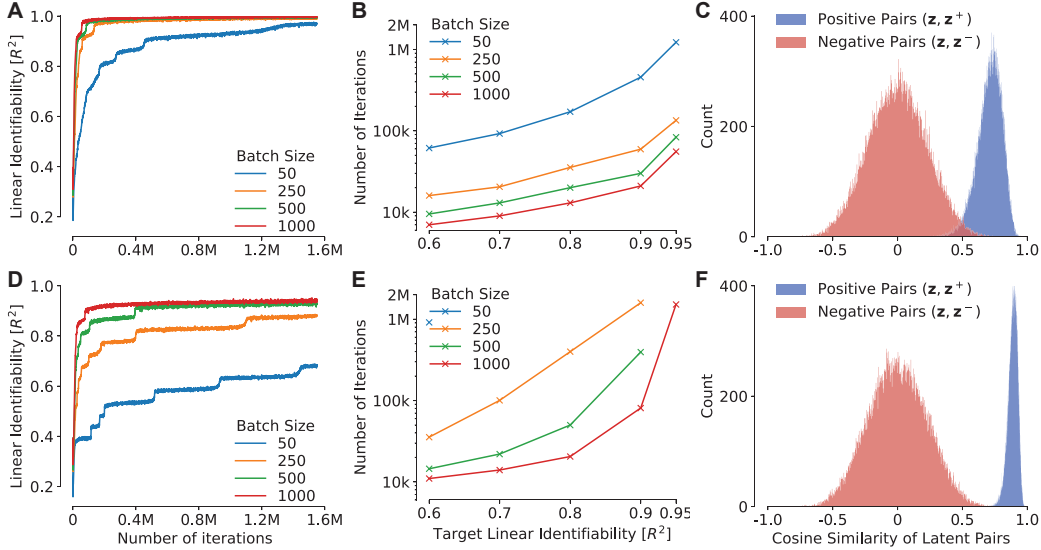 A
Linear Identifiability [R²]
1.0
0.8
0.6
0.4
0.2
0
0.4M
0.8M
1.2M
1.6M
Batch Size
50
250
500
1000
B
Number of Iterations
2M
1M
100k
10k
0.6
0.7
0.8
0.9
0.95
Batch Size
50
250
500
1000
C
Count
400
200
0
-1.0
-0.5
0
0.5
1.0
Positive Pairs (z, z⁺)
Negative Pairs (z, z⁻)
D
Linear Identifiability [R²]
1.0
0.8
0.6
0.4
0.2
0
0.4M
0.8M
1.2M
1.6M
Number of iterations
Batch Size
50
250
500
1000
E
Number of Iterations
2M
1M
100k
10k
0.6
0.7
0.8
0.9
0.95
Target Linear Identifiability [R²]
Batch Size
50
250
500
1000
F
Count
400
200
0
-1.0
-0.5
0
0.5
1.0
Cosine Similarity of Latent Pairs
Positive Pairs (z, z⁺)
Negative Pairs (z, z⁻)